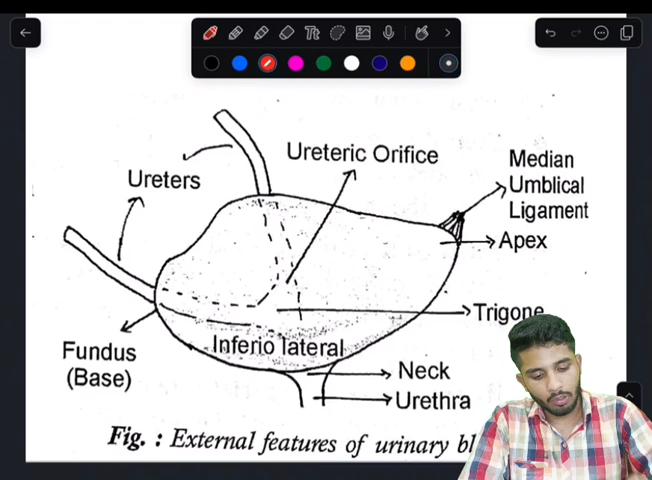 Ureteric Orifice
Median
Umblical
Ligament
Ureters
Apex
Trigone
Inferio lateral
Fundus
(Base)
Neck
Urethra
Fig. : External features of urinary